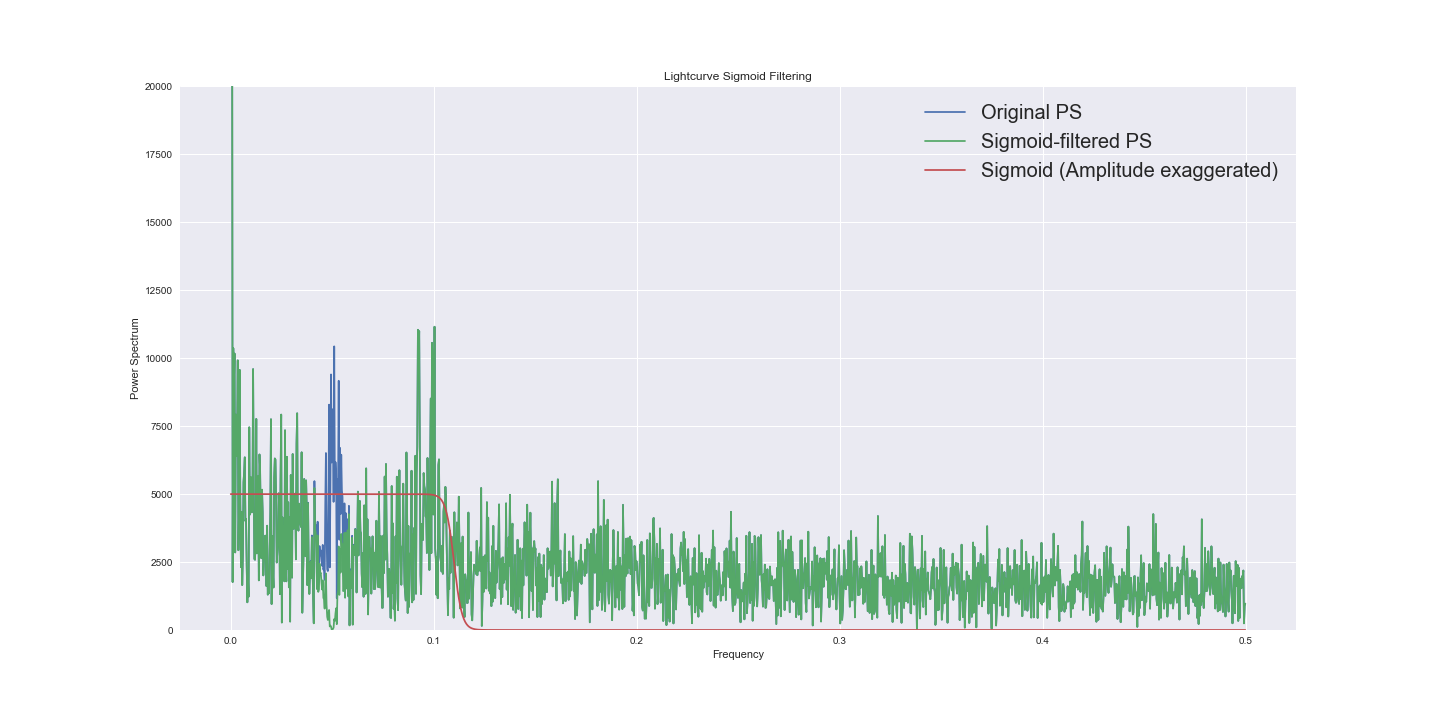 Lightcurve Sigmoid Filtering
20000
17500
15000
12500
10000
7500
5000
2500
0
Power Spectrum
Original PS
Sigmoid-filtered PS
Sigmoid (Amplitude exaggerated)
0.0 0.1 0.2 0.3 0.4 0.5
Frequency